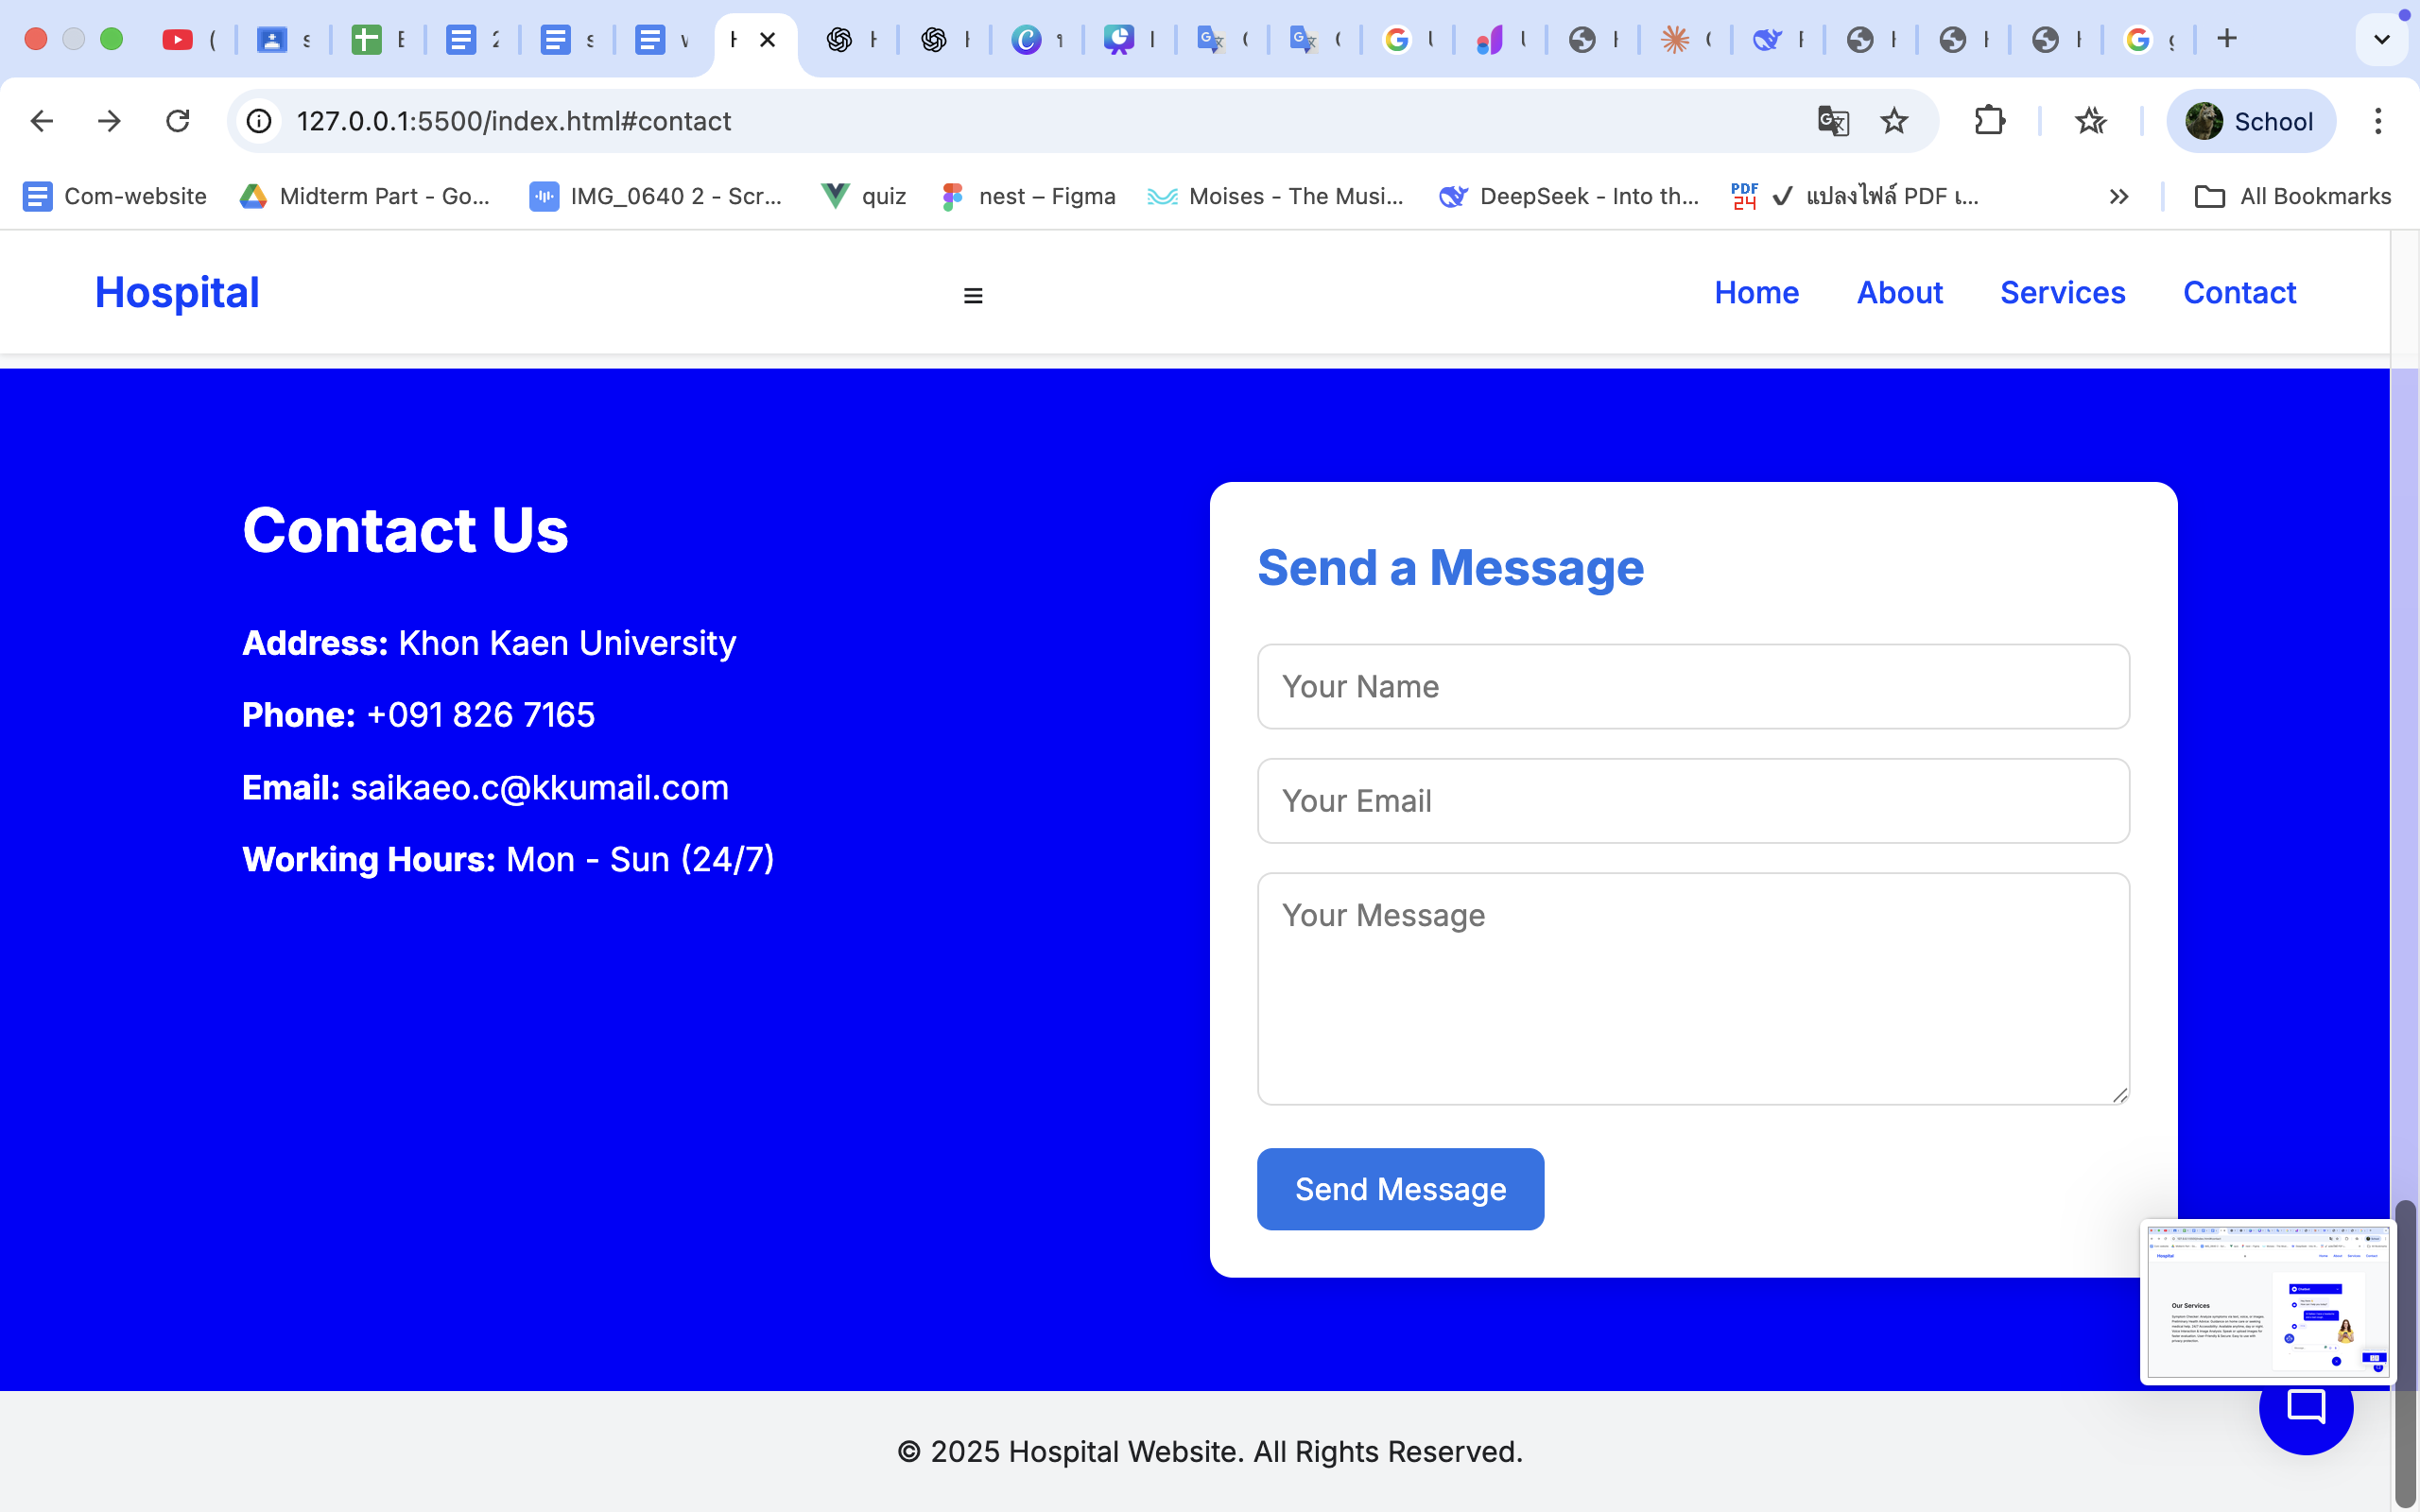 127.0.0.1:5500/index.html#contact
School
Com-website
Midterm Part - Go...
IMG_0640 2 - Scr...
quiz
nest – Figma
Moises - The Musi...
DeepSeek - Into th...
PDF
24
✓ แปลงไฟล์ PDF เ...
All Bookmarks
Hospital
Home About Services Contact
Contact Us
Address: Khon Kaen University
Phone: +091 826 7165
Email: saikaeo.c@kkumail.com
Working Hours: Mon - Sun (24/7)
Send a Message
Your Name
Your Email
Your Message
Send Message
Our Services
© 2025 Hospital Website. All Rights Reserved.